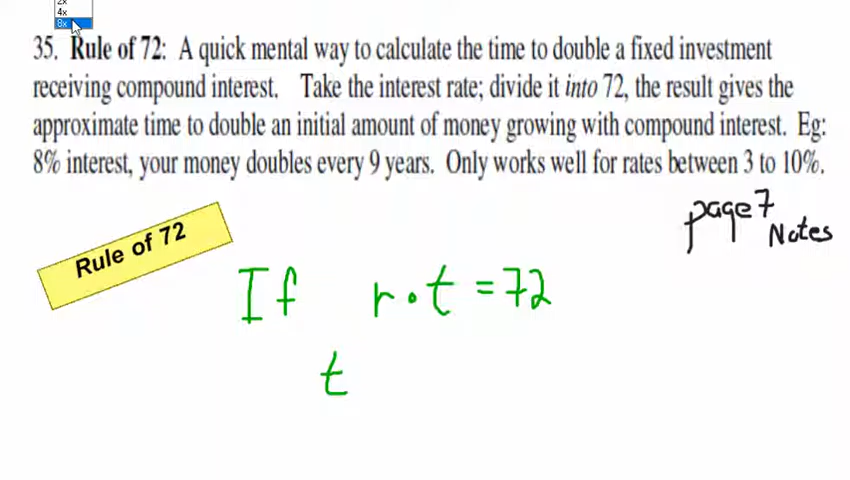 2x
4x
8x
35. Rule of 72: A quick mental way to calculate the time to double a fixed investment
receiving compound interest. Take the interest rate; divide it into 72, the result gives the
approximate time to double an initial amount of money growing with compound interest. Eg:
8% interest, your money doubles every 9 years. Only works well for rates between 3 to 10%.
page 7
Notes
Rule of 72
If r·t = 72
t